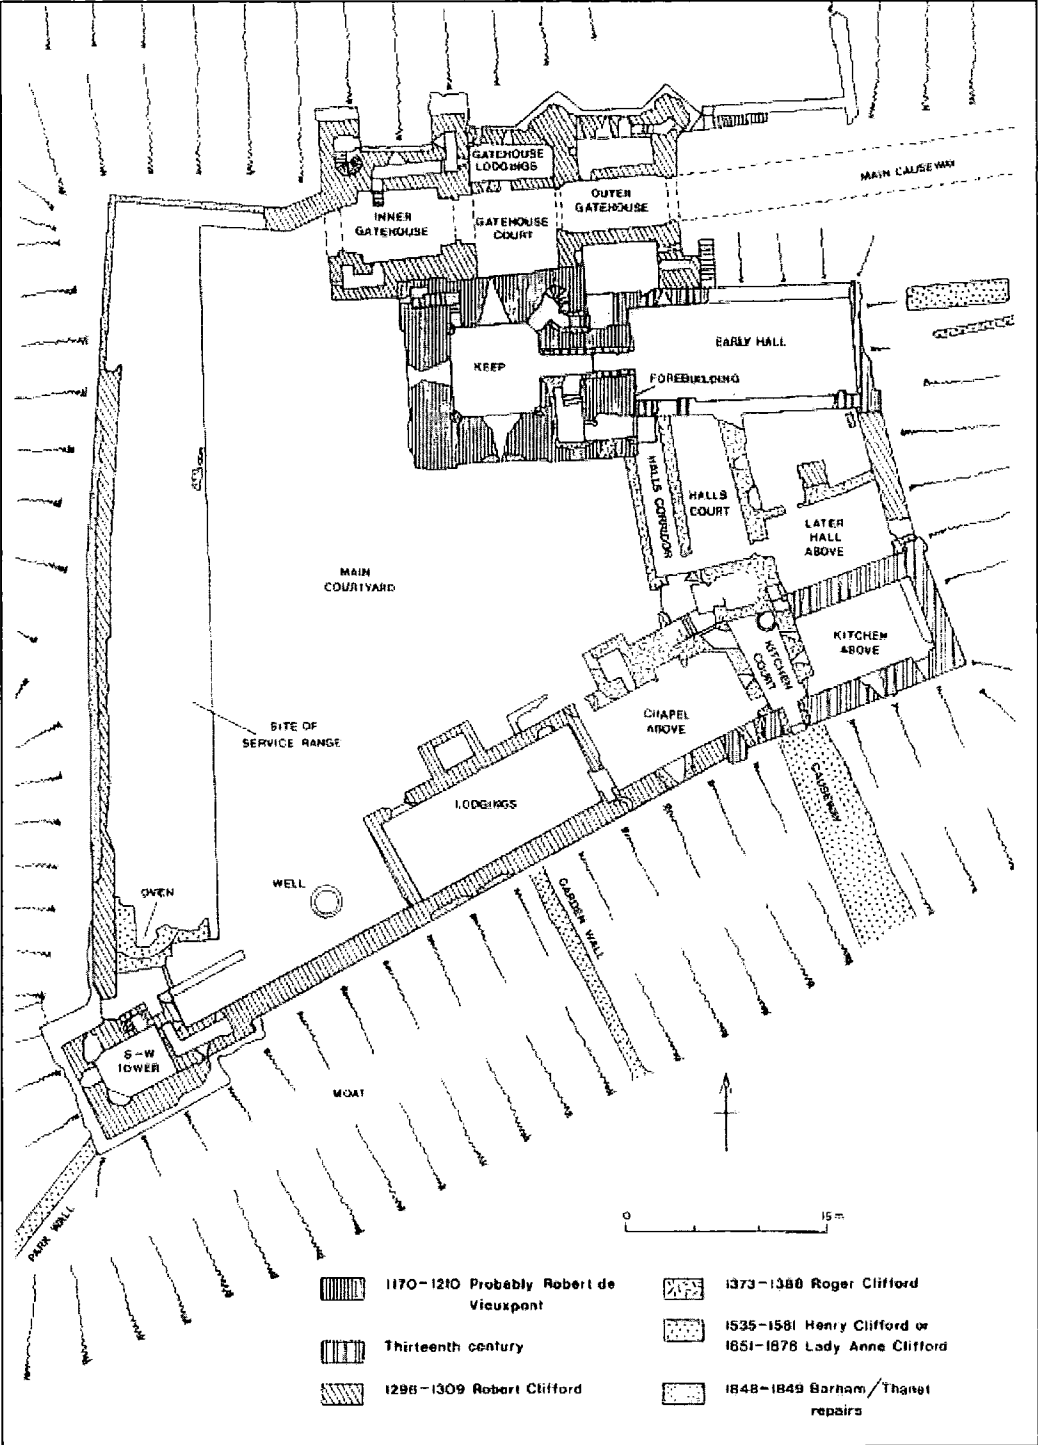 GATEHOUSE
LODGINGS
MAIN CAUSEWAY
OUTER
GATEHOUSE
INNER
GATEHOUSE
GATEHOUSE
COURT
EARLY HALL
KEEP
FOREBUILDING
HALLS CORRIDOR
HALLS
COURT
LATER
HALL
ABOVE
MAIN
COURTYARD
KITCHEN
ABOVE
KITCHEN
COURT
CHAPEL
ABOVE
SITE OF
SERVICE RANGE
LODGINGS
CAUSEWAY
OVEN
WELL
GARDEN WALL
S-W
TOWER
MOAT
PARK WALL
0 15m
1170-1210 Probably Robert de
Vieuxpont
Thirteenth century
1296-1309 Robert Clifford
1373-1388 Roger Clifford
1535-1581 Henry Clifford or
1651-1676 Lady Anne Clifford
1848-1849 Barham/Thanet
repairs